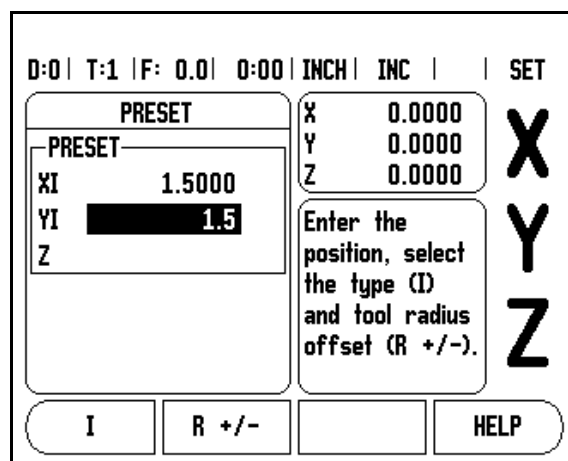 D:0 | T:1 | F: 0.0 | 0:00 | INCH | INC | | SET
PRESET
PRESET
XI 1.5000
YI 1.5
Z
X 0.0000
Y 0.0000
Z 0.0000
Enter the
position, select
the type (I)
and tool radius
offset (R +/-).
X
Y
Z
I
R +/-
HELP